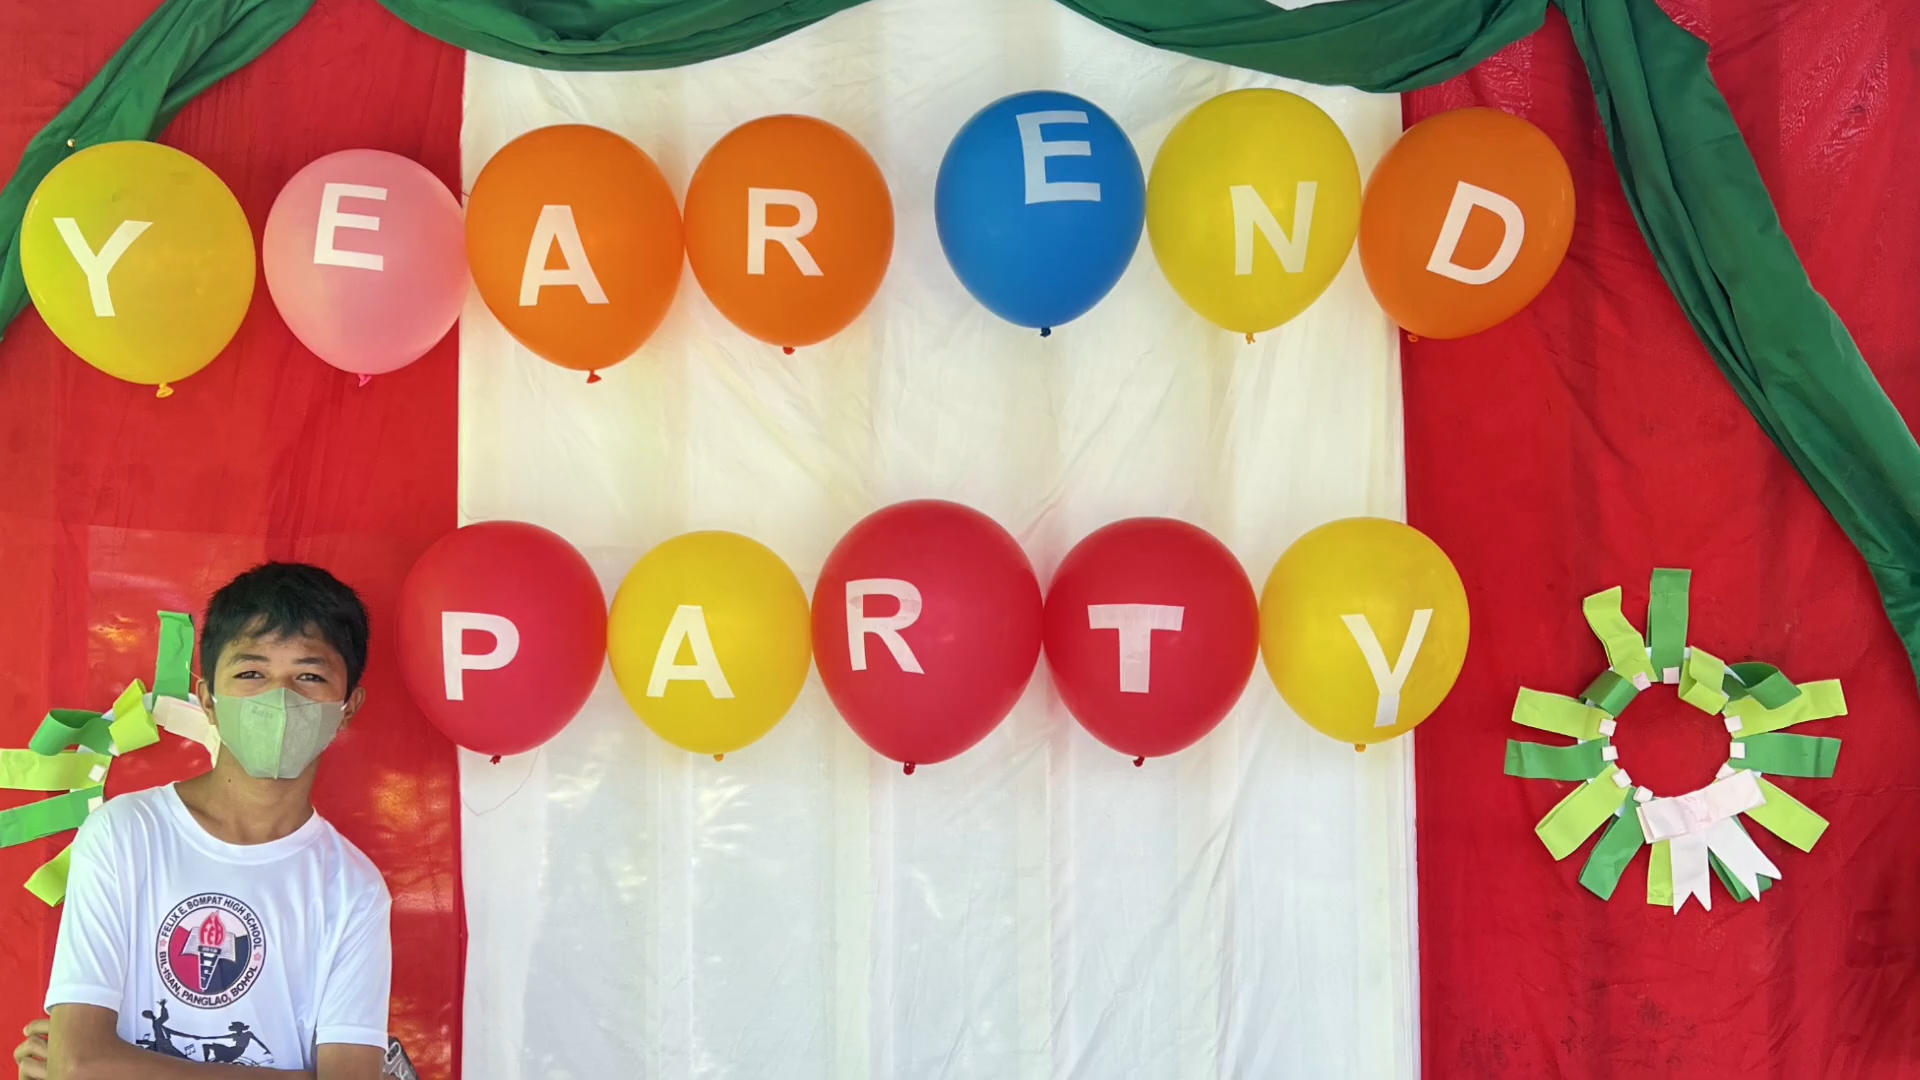 YEAR END
PARTY
FELIX E. BOMPAT HIGH SCHOOL
BIL-ISAN, PANGLAO, BOHOL